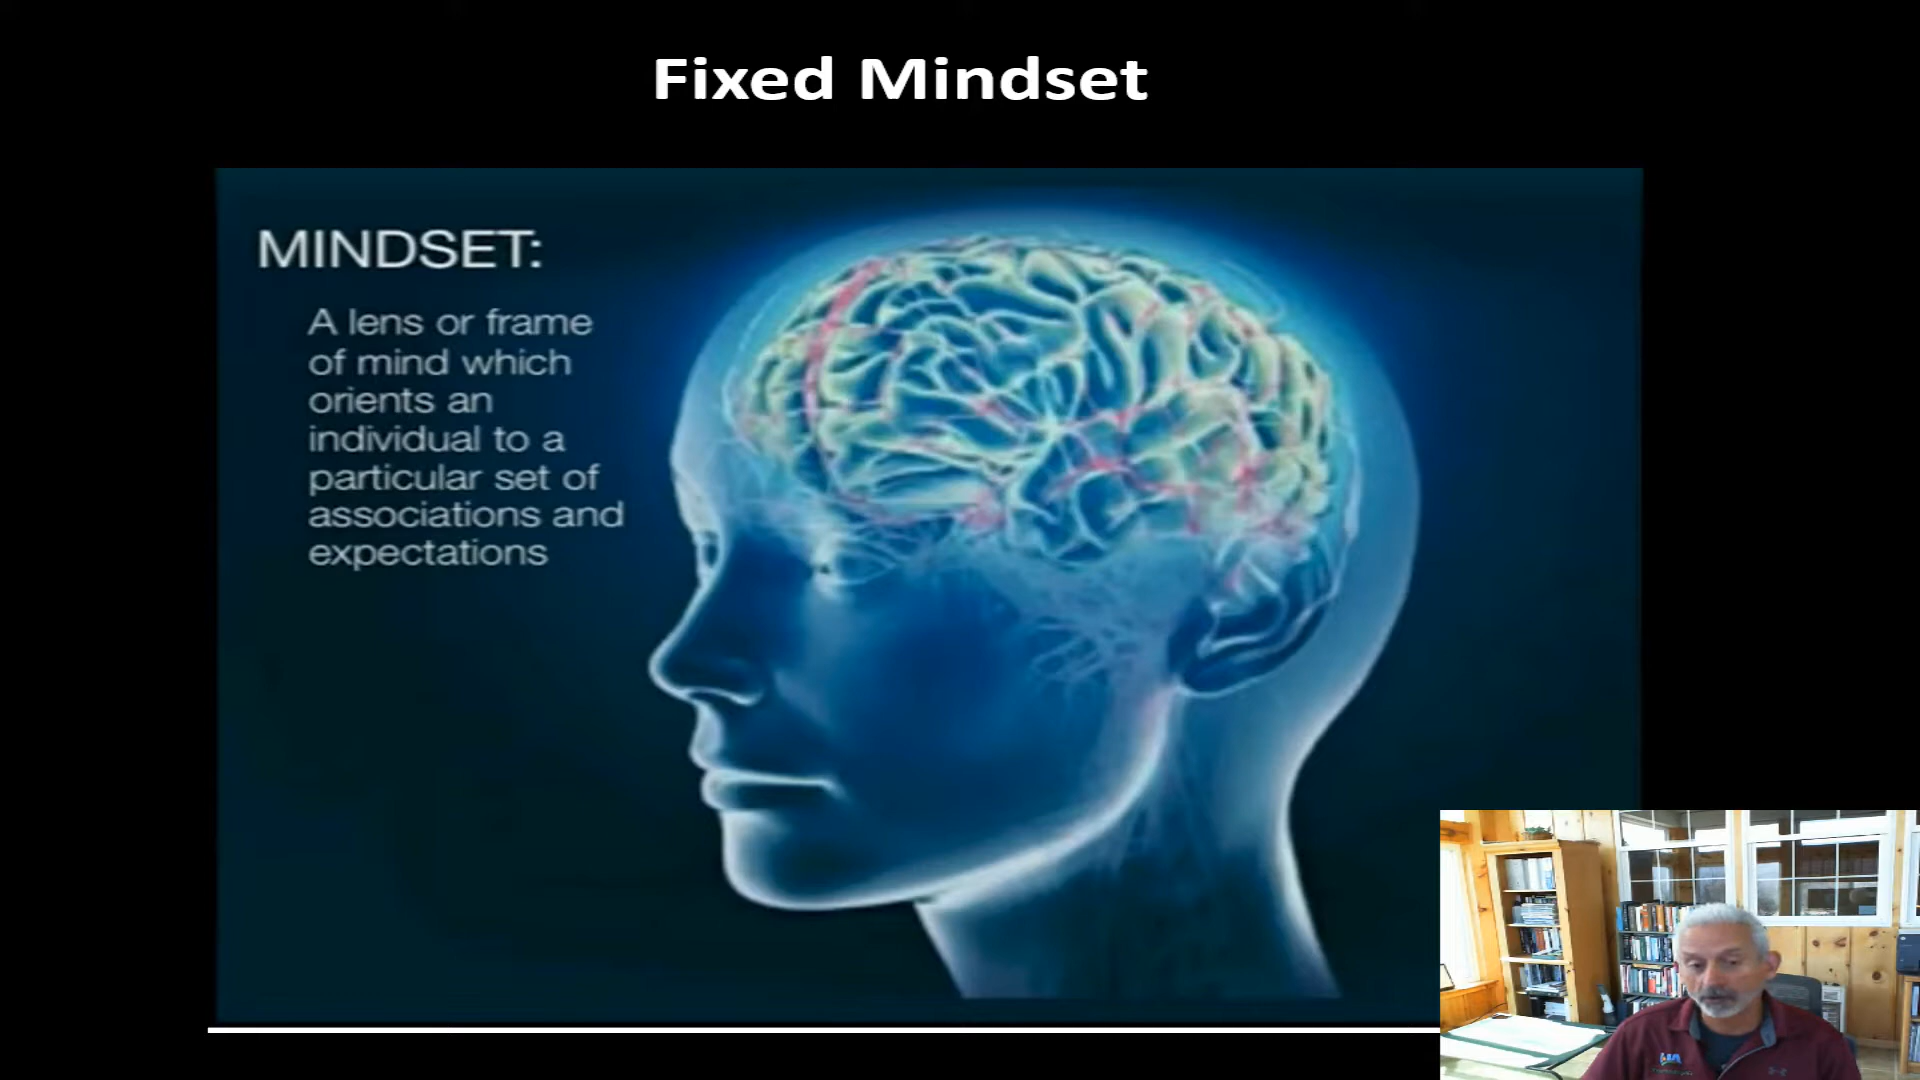 Fixed Mindset
MINDSET:
A lens or frame
of mind which
orients an
individual to a
particular set of
associations and
expectations